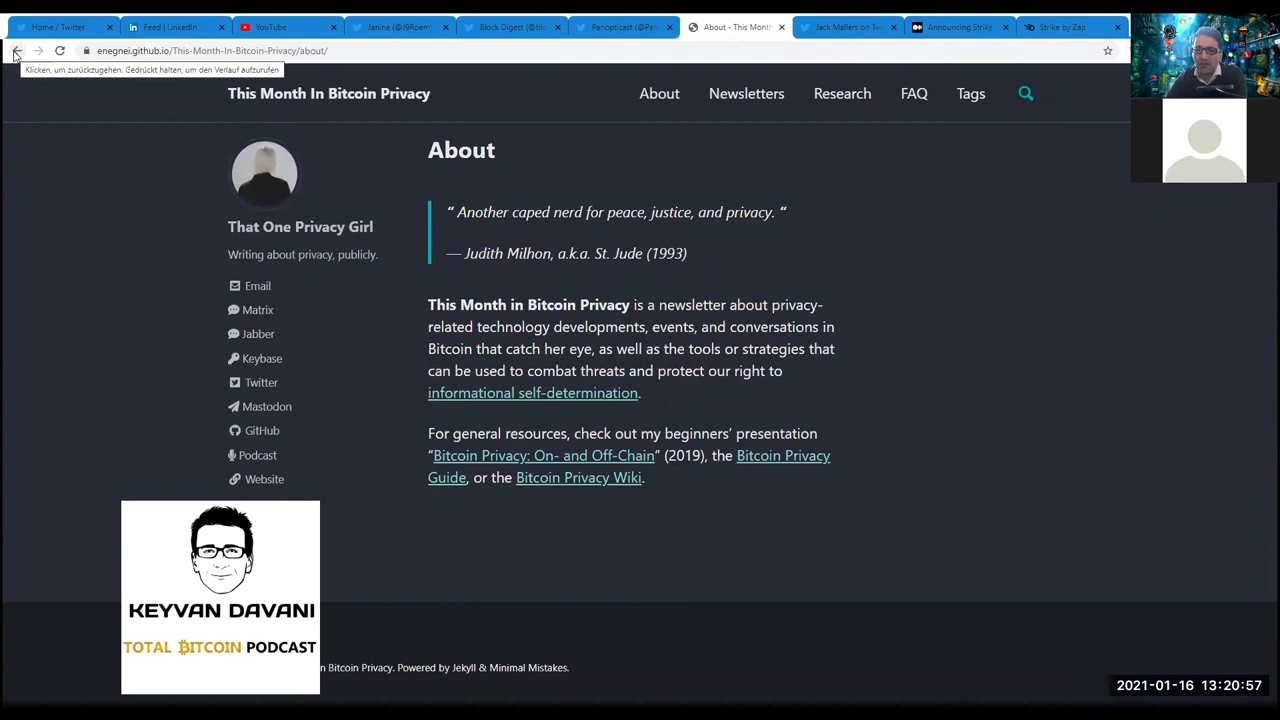 Home / Twitter
Feed | LinkedIn
YouTube
Janine (@J9Roem)
Block Digest (@blo
Panopticast (@Pan
About - This Month
Jack Mallers on Tw
Announcing Strike
Strike by Zap
enegnei.github.io/This-Month-In-Bitcoin-Privacy/about/
Klicken, um zurückzugehen. Gedrückt halten, um den Verlauf aufzurufen
This Month In Bitcoin Privacy
About
Newsletters
Research
FAQ
Tags
That One Privacy Girl
Writing about privacy, publicly.
Email
Matrix
Jabber
Keybase
Twitter
Mastodon
GitHub
Podcast
Website
About
“ Another caped nerd for peace, justice, and privacy. “
— Judith Milhon, a.k.a. St. Jude (1993)
This Month in Bitcoin Privacy is a newsletter about privacy-
related technology developments, events, and conversations in
Bitcoin that catch her eye, as well as the tools or strategies that
can be used to combat threats and protect our right to
informational self-determination.
For general resources, check out my beginners’ presentation
“Bitcoin Privacy: On- and Off-Chain” (2019), the Bitcoin Privacy
Guide, or the Bitcoin Privacy Wiki.
KEYVAN DAVANI
TOTAL BITCOIN PODCAST
n Bitcoin Privacy. Powered by Jekyll & Minimal Mistakes.
2021-01-16 13:20:57